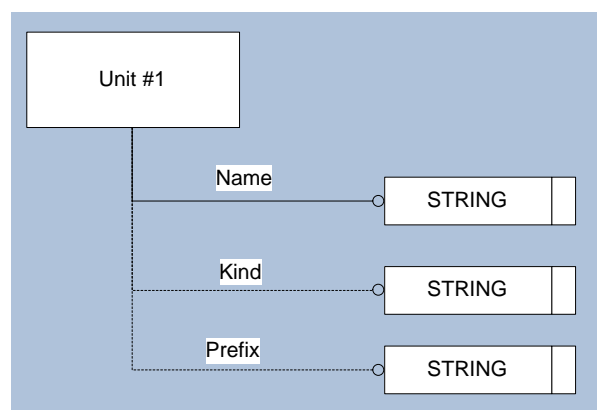 Unit #1
Name
STRING
Kind
STRING
Prefix
STRING